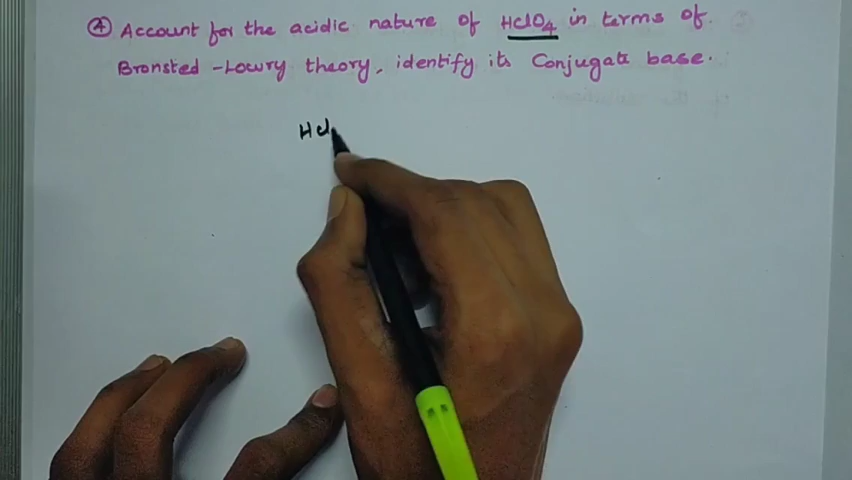 ④ Account for the acidic nature of HClO4 in terms of.
Bronsted -Lowry theory, identify its Conjugate base.
Hcl